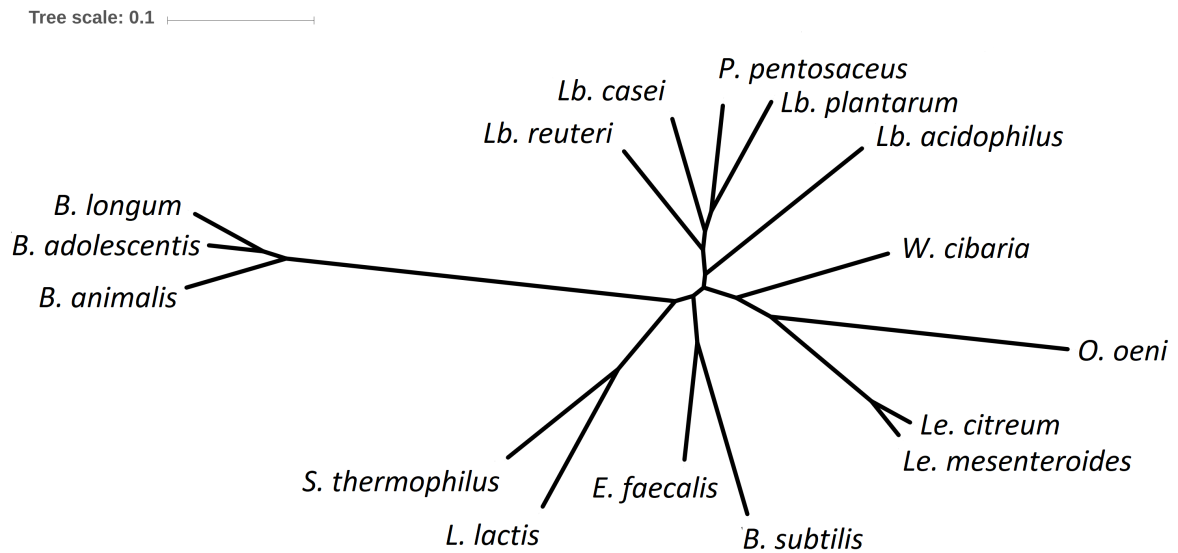 Tree scale: 0.1
P. pentosaceus
Lb. casei
Lb. plantarum
Lb. reuteri
Lb. acidophilus
B. longum
B. adolescentis
W. cibaria
B. animalis
O. oeni
Le. citreum
Le. mesenteroides
S. thermophilus
E. faecalis
L. lactis
B. subtilis